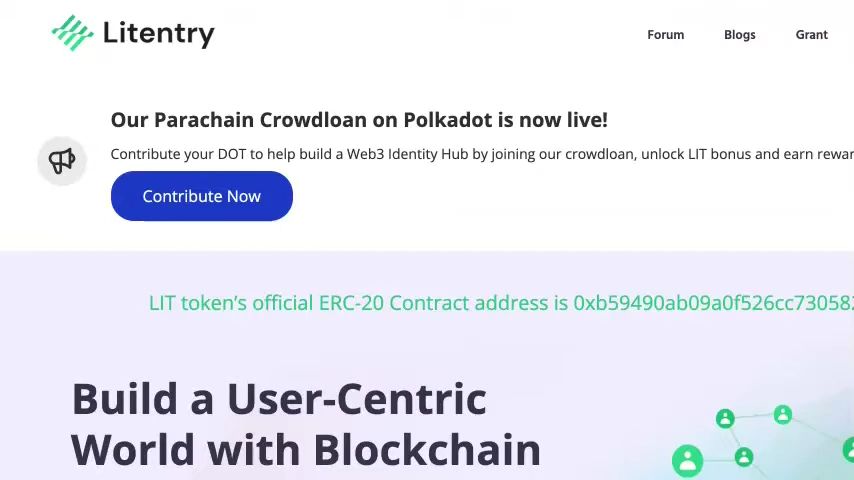 Litentry
Forum Blogs Grant
Our Parachain Crowdloan on Polkadot is now live!
Contribute your DOT to help build a Web3 Identity Hub by joining our crowdloan, unlock LIT bonus and earn rewar
Contribute Now
LIT token's official ERC-20 Contract address is 0xb59490ab09a0f526cc73058
Build a User-Centric
World with Blockchain